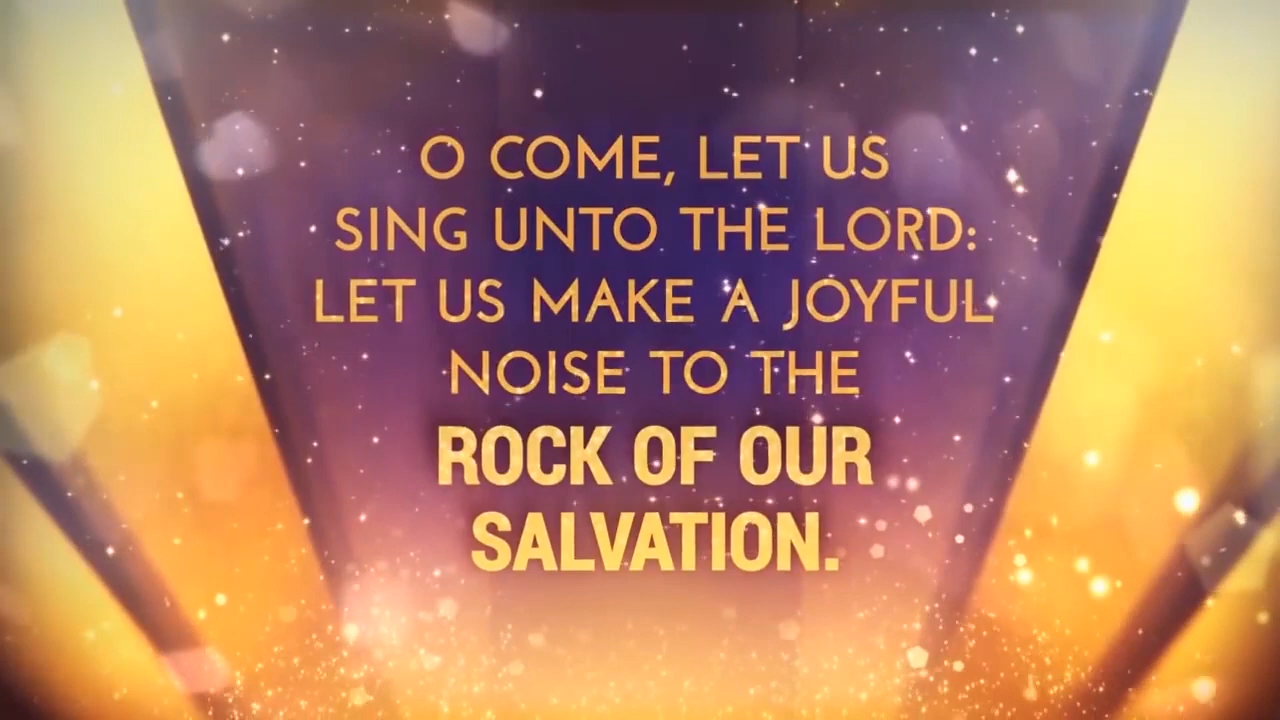 O COME, LET US
SING UNTO THE LORD:
LET US MAKE A JOYFUL
NOISE TO THE
ROCK OF OUR
SALVATION.